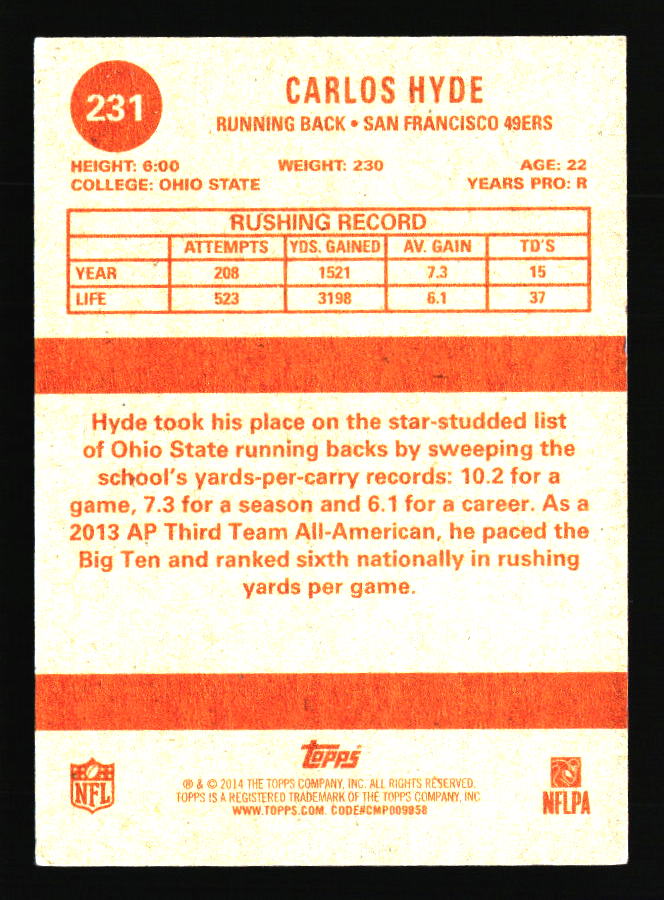 231
CARLOS HYDE
RUNNING BACK • SAN FRANCISCO 49ERS
HEIGHT: 6:00 WEIGHT: 230 AGE: 22
COLLEGE: OHIO STATE YEARS PRO: R
RUSHING RECORD
ATTEMPTS YDS. GAINED AV. GAIN TD'S
YEAR 208 1521 7.3 15
LIFE 523 3198 6.1 37
Hyde took his place on the star-studded list
of Ohio State running backs by sweeping the
school's yards-per-carry records: 10.2 for a
game, 7.3 for a season and 6.1 for a career. As a
2013 AP Third Team All-American, he paced the
Big Ten and ranked sixth nationally in rushing
yards per game.
Topps
® & © 2014 THE TOPPS COMPANY, INC. ALL RIGHTS RESERVED.
TOPPS IS A REGISTERED TRADEMARK OF THE TOPPS COMPANY, INC
WWW.TOPPS.COM. CODE#CMP009858
NFL
NFLPA